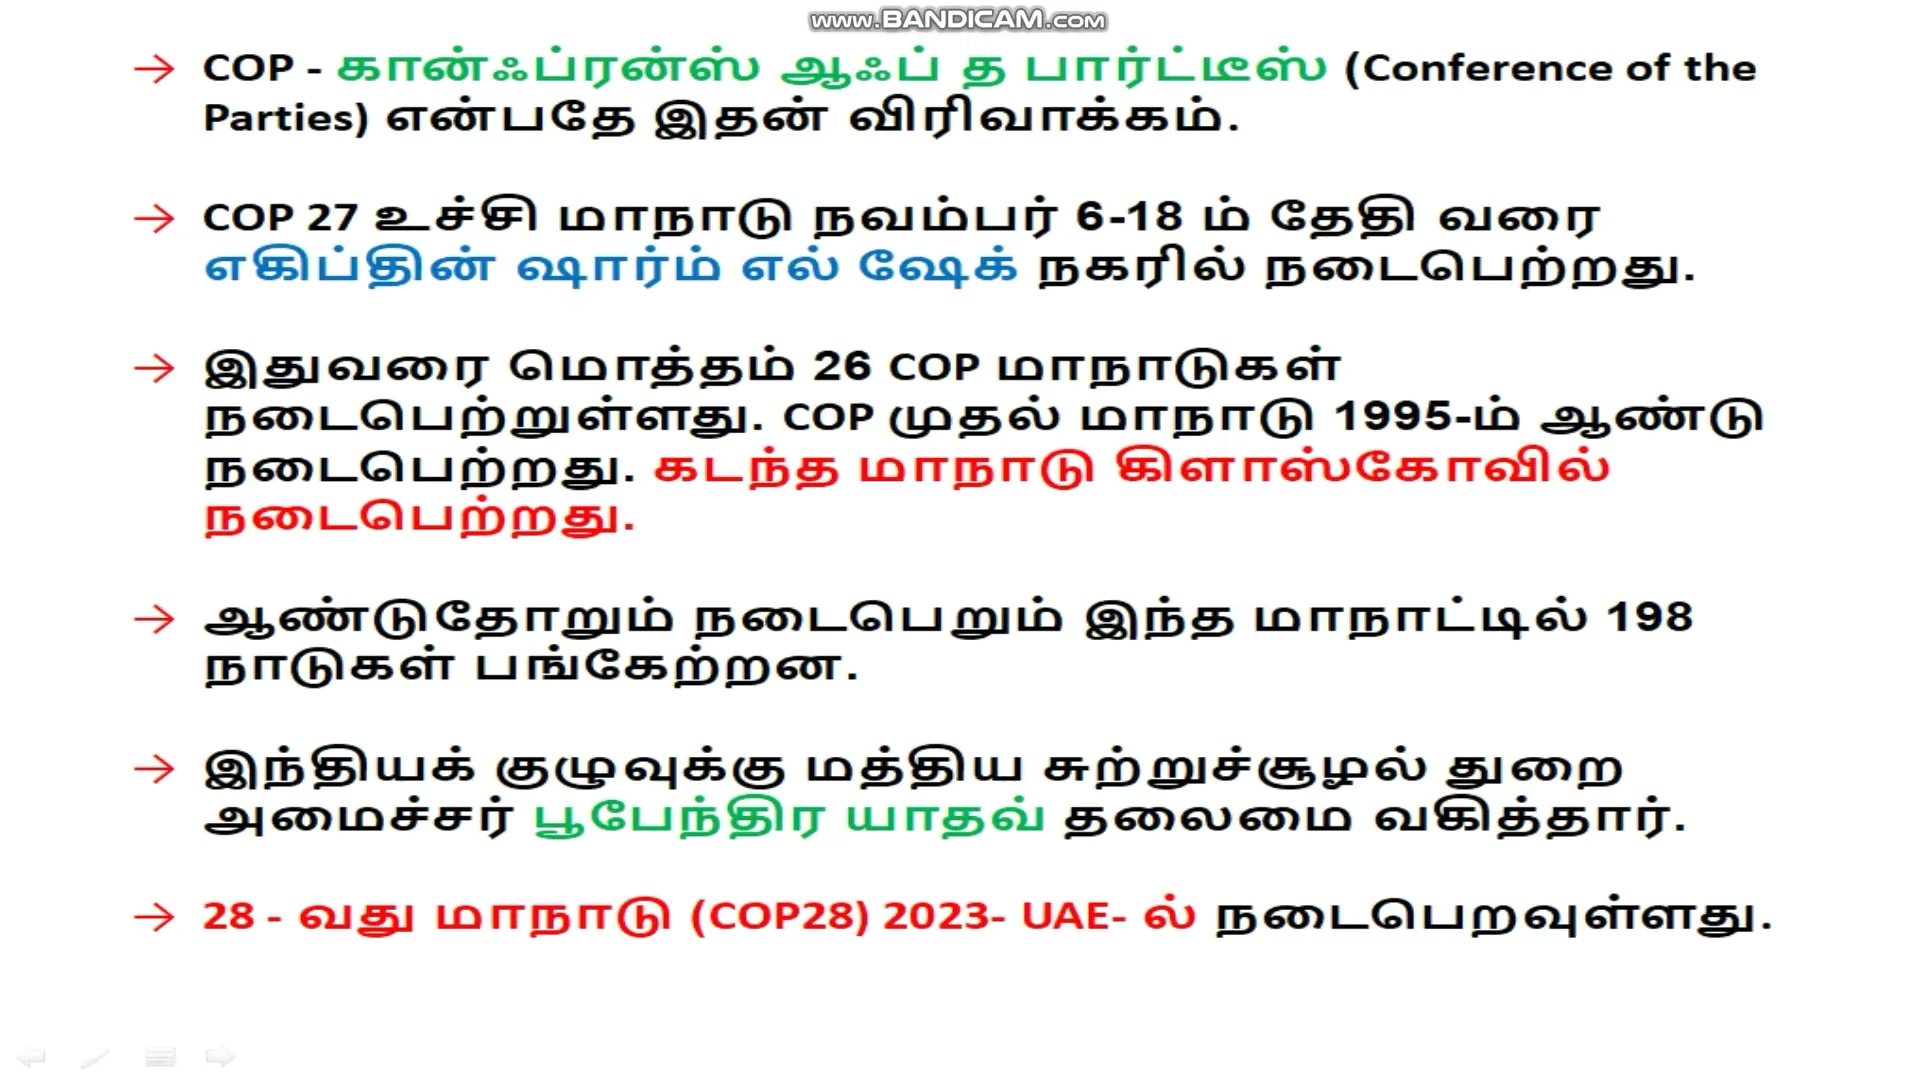 www.BANDICAM.com
→ COP - கான்ஃப்ரன்ஸ் ஆஃப் த பார்ட்டீஸ் (Conference of the
Parties) என்பதே இதன் விரிவாக்கம்.
→ COP 27 உச்சி மாநாடு நவம்பர் 6-18 ம் தேதி வரை
எகிப்தின் ஷார்ம் எல் ஷேக் நகரில் நடைபெற்றது.
→ இதுவரை மொத்தம் 26 COP மாநாடுகள்
நடைபெற்றுள்ளது. COP முதல் மாநாடு 1995-ம் ஆண்டு
நடைபெற்றது. கடந்த மாநாடு கிளாஸ்கோவில்
நடைபெற்றது.
→ ஆண்டுதோறும் நடைபெறும் இந்த மாநாட்டில் 198
நாடுகள் பங்கேற்றன.
→ இந்தியக் குழுவுக்கு மத்திய சுற்றுச்சூழல் துறை
அமைச்சர் பூபேந்திர யாதவ் தலைமை வகித்தார்.
→ 28 - வது மாநாடு (COP28) 2023- UAE- ல் நடைபெறவுள்ளது.